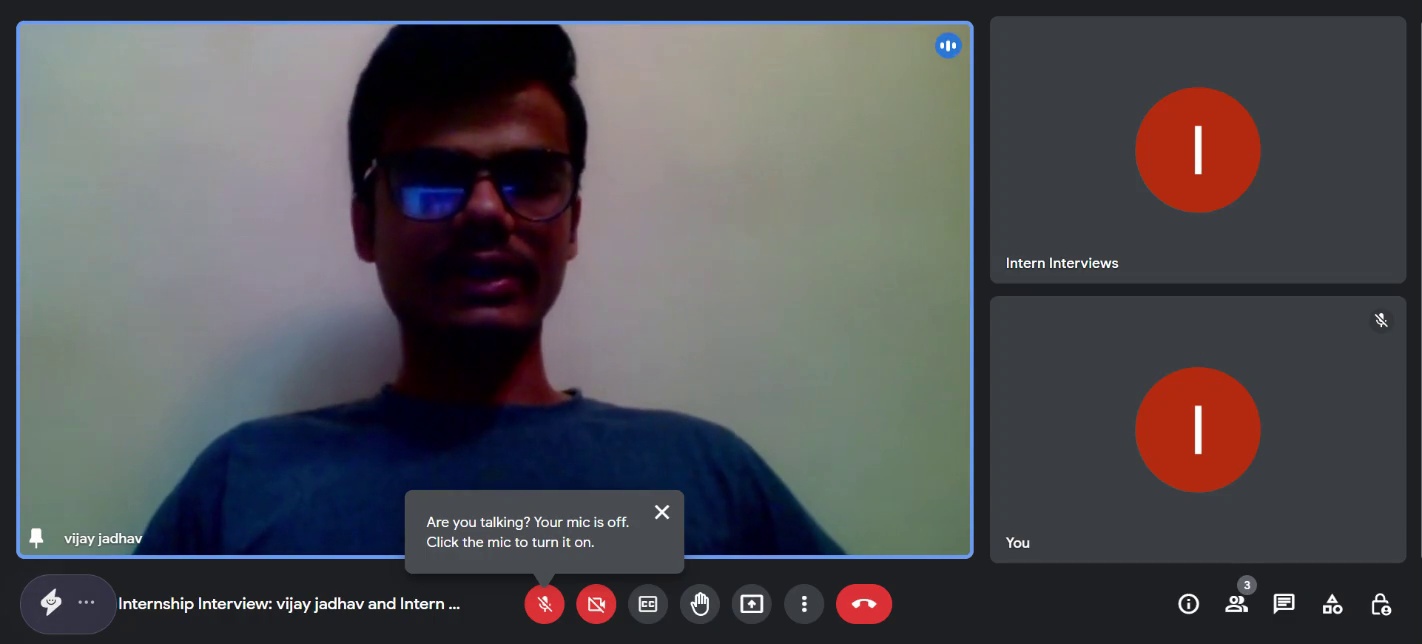 I
Intern Interviews
I
You
vijay jadhav
Are you talking? Your mic is off.
Click the mic to turn it on.
Internship Interview: vijay jadhav and Intern ...
CC
3